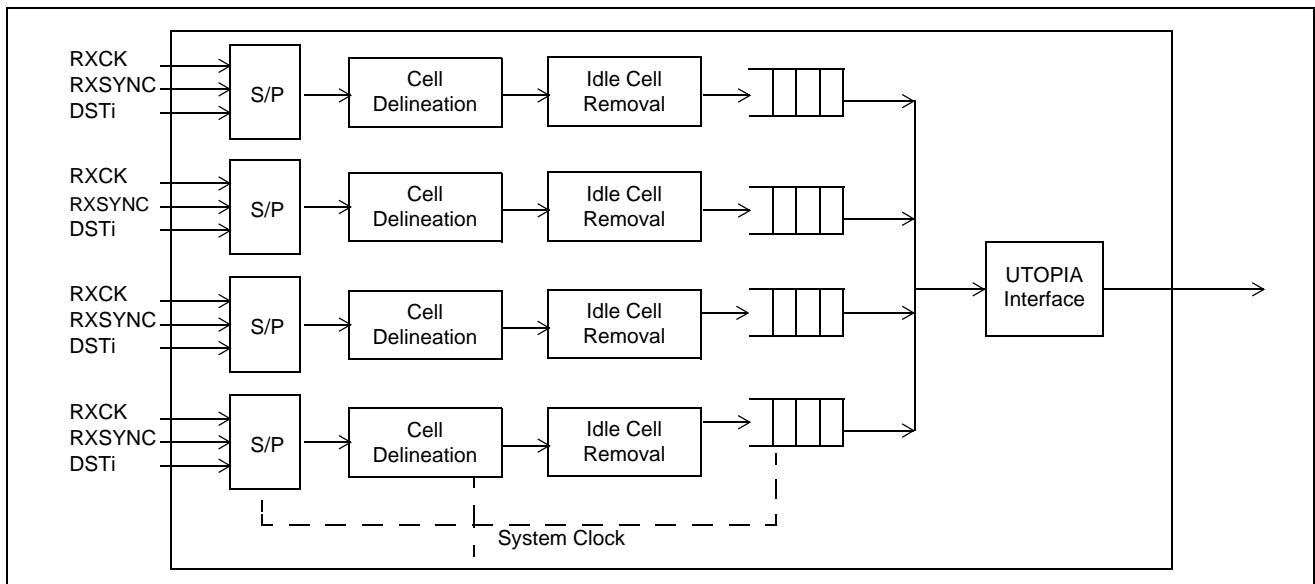 RXCK
RXSYNC
DSTi
S/P
Cell
Delineation
Idle Cell
Removal
RXCK
RXSYNC
DSTi
S/P
Cell
Delineation
Idle Cell
Removal
UTOPIA
Interface
RXCK
RXSYNC
DSTi
S/P
Cell
Delineation
Idle Cell
Removal
RXCK
RXSYNC
DSTi
S/P
Cell
Delineation
Idle Cell
Removal
System Clock